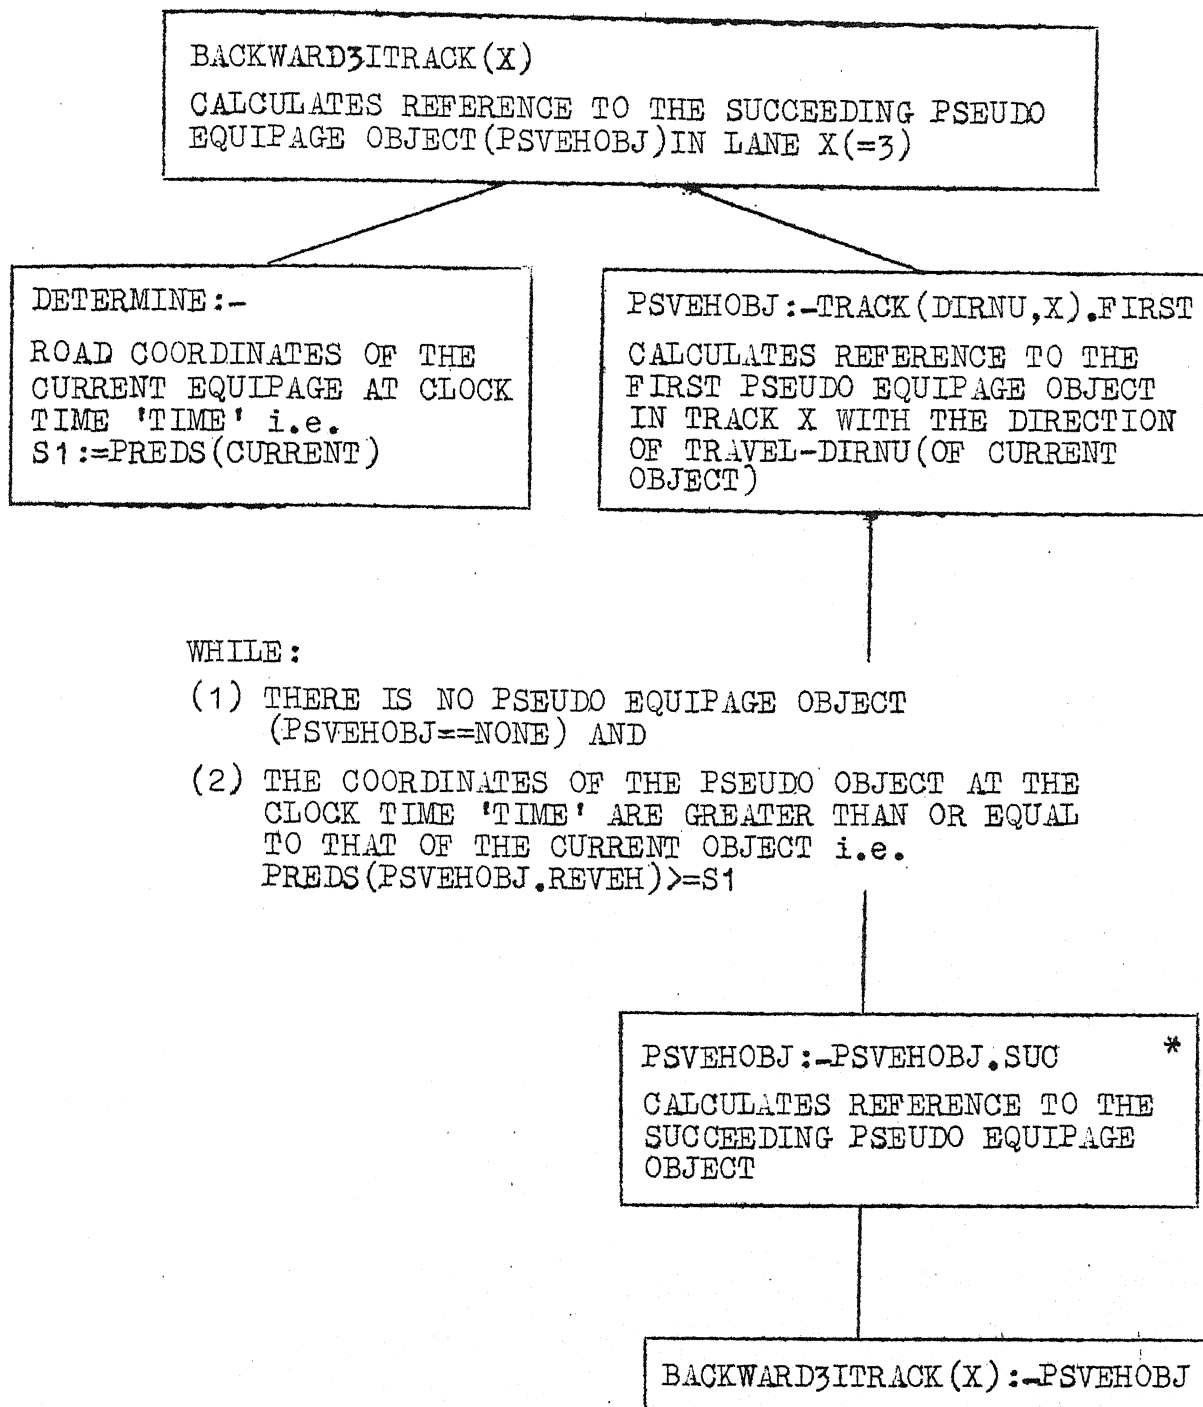 BACKWARD3ITRACK(X)
CALCULATES REFERENCE TO THE SUCCEEDING PSEUDO
EQUIPAGE OBJECT(PSVEHOBJ)IN LANE X(=3)
DETERMINE:-
ROAD COORDINATES OF THE
CURRENT EQUIPAGE AT CLOCK
TIME 'TIME' i.e.
S1:=PREDS(CURRENT)
PSVEHOBJ:-TRACK(DIRNU,X).FIRST
CALCULATES REFERENCE TO THE
FIRST PSEUDO EQUIPAGE OBJECT
IN TRACK X WITH THE DIRECTION
OF TRAVEL-DIRNU(OF CURRENT
OBJECT)
WHILE:
(1) THERE IS NO PSEUDO EQUIPAGE OBJECT
(PSVEHOBJ==NONE) AND
(2) THE COORDINATES OF THE PSEUDO OBJECT AT THE
CLOCK TIME 'TIME' ARE GREATER THAN OR EQUAL
TO THAT OF THE CURRENT OBJECT i.e.
PREDS(PSVEHOBJ.REVEH)>=S1
PSVEHOBJ:-PSVEHOBJ.SUC *
CALCULATES REFERENCE TO THE
SUCCEEDING PSEUDO EQUIPAGE
OBJECT
BACKWARD3ITRACK(X):-PSVEHOBJ